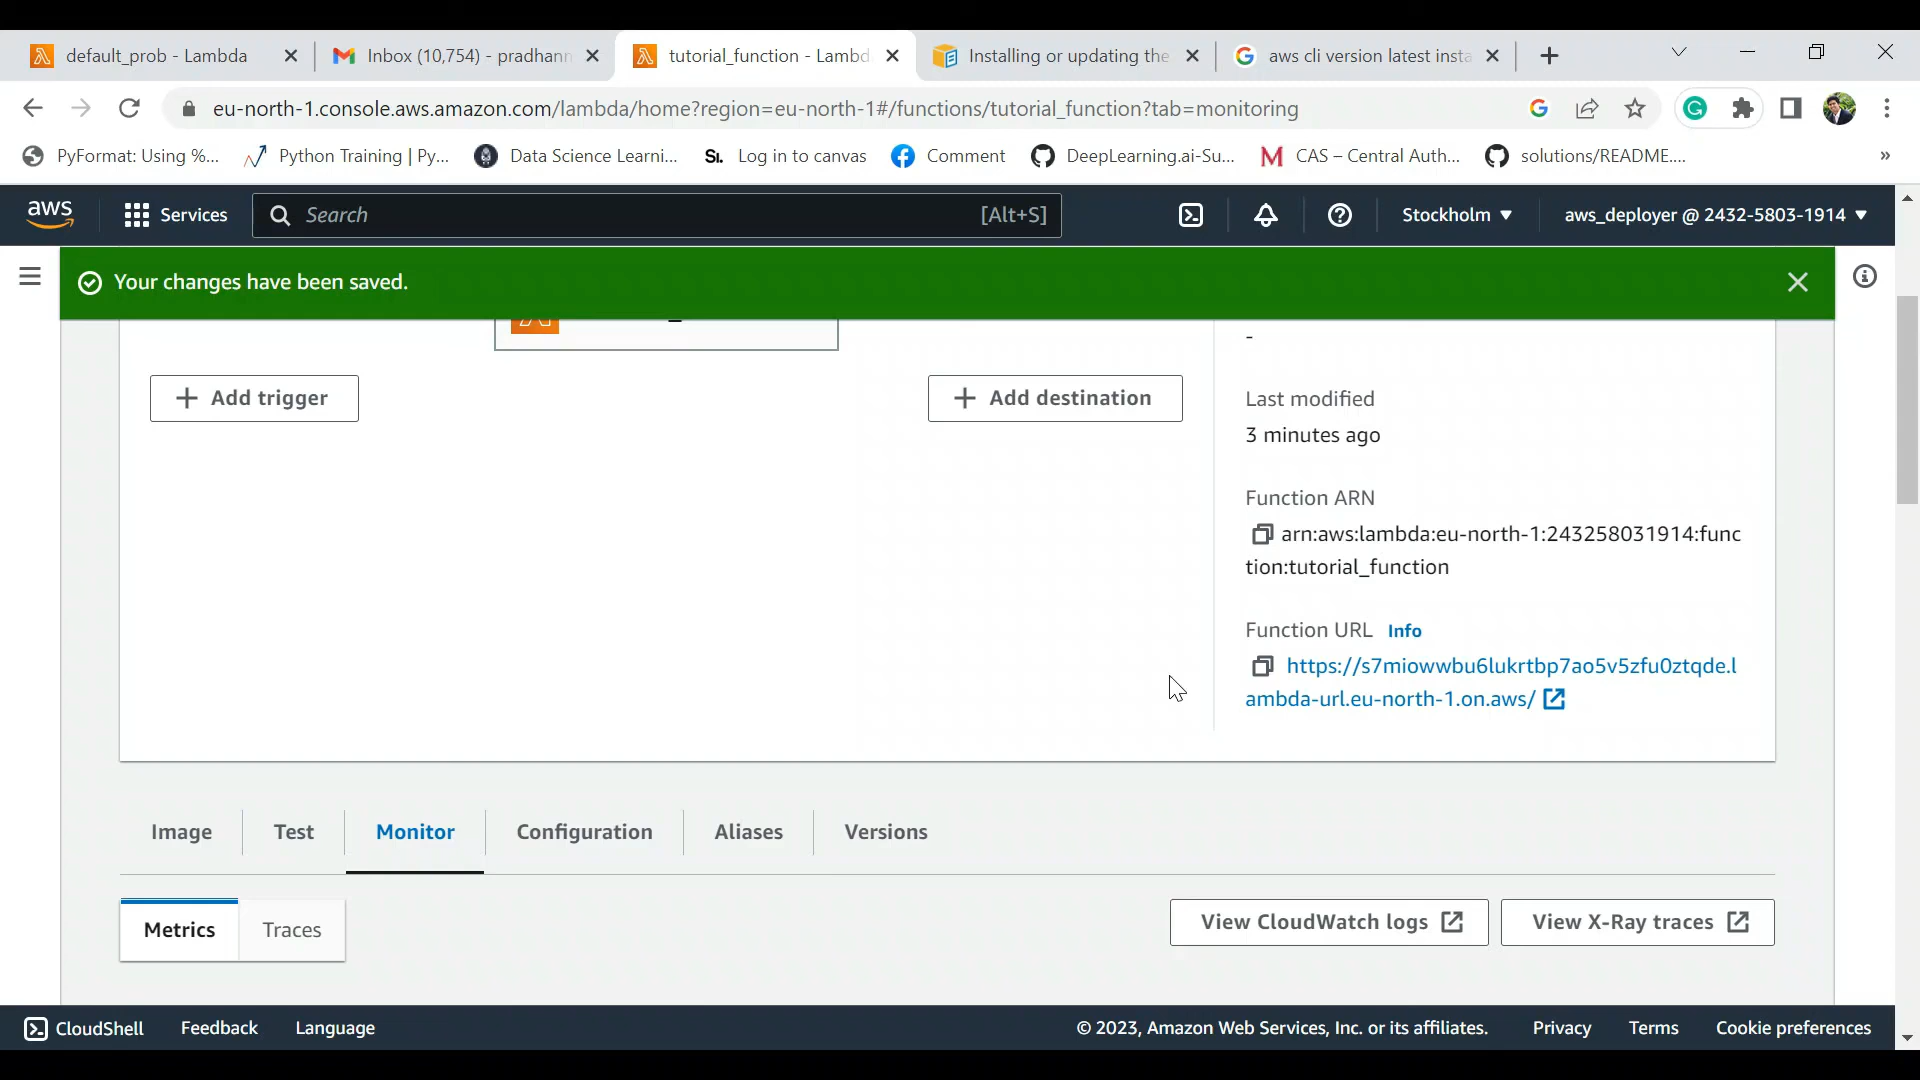 default_prob - Lambda
Inbox (10,754) - pradhann
tutorial_function - Lambd
Installing or updating the
aws cli version latest insta
eu-north-1.console.aws.amazon.com/lambda/home?region=eu-north-1#/functions/tutorial_function?tab=monitoring
PyFormat: Using %...
Python Training | Py...
Data Science Learni...
Log in to canvas
Comment
DeepLearning.ai-Su...
CAS – Central Auth...
solutions/README....
»
aws
Services
Search
[Alt+S]
Stockholm
aws_deployer @ 2432-5803-1914
Your changes have been saved.
-
Add trigger
Add destination
Last modified
3 minutes ago
Function ARN
arn:aws:lambda:eu-north-1:243258031914:func
tion:tutorial_function
Function URL Info
https://s7miowwbu6lukrtbp7ao5v5zfu0ztqde.l
ambda-url.eu-north-1.on.aws/
Image
Test
Monitor
Configuration
Aliases
Versions
Metrics
Traces
View CloudWatch logs
View X-Ray traces
CloudShell
Feedback
Language
© 2023, Amazon Web Services, Inc. or its affiliates.
Privacy
Terms
Cookie preferences